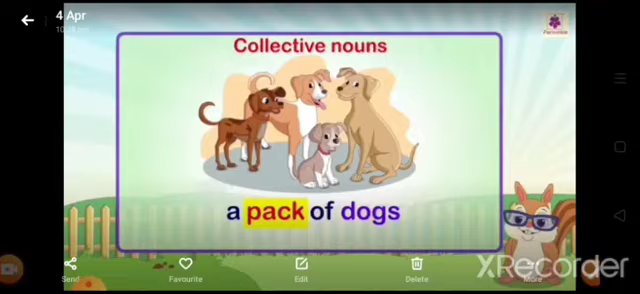 4 Apr
Collective nouns
a pack of dogs
Send
Favourite
Edit
Delete
More
XRecorder